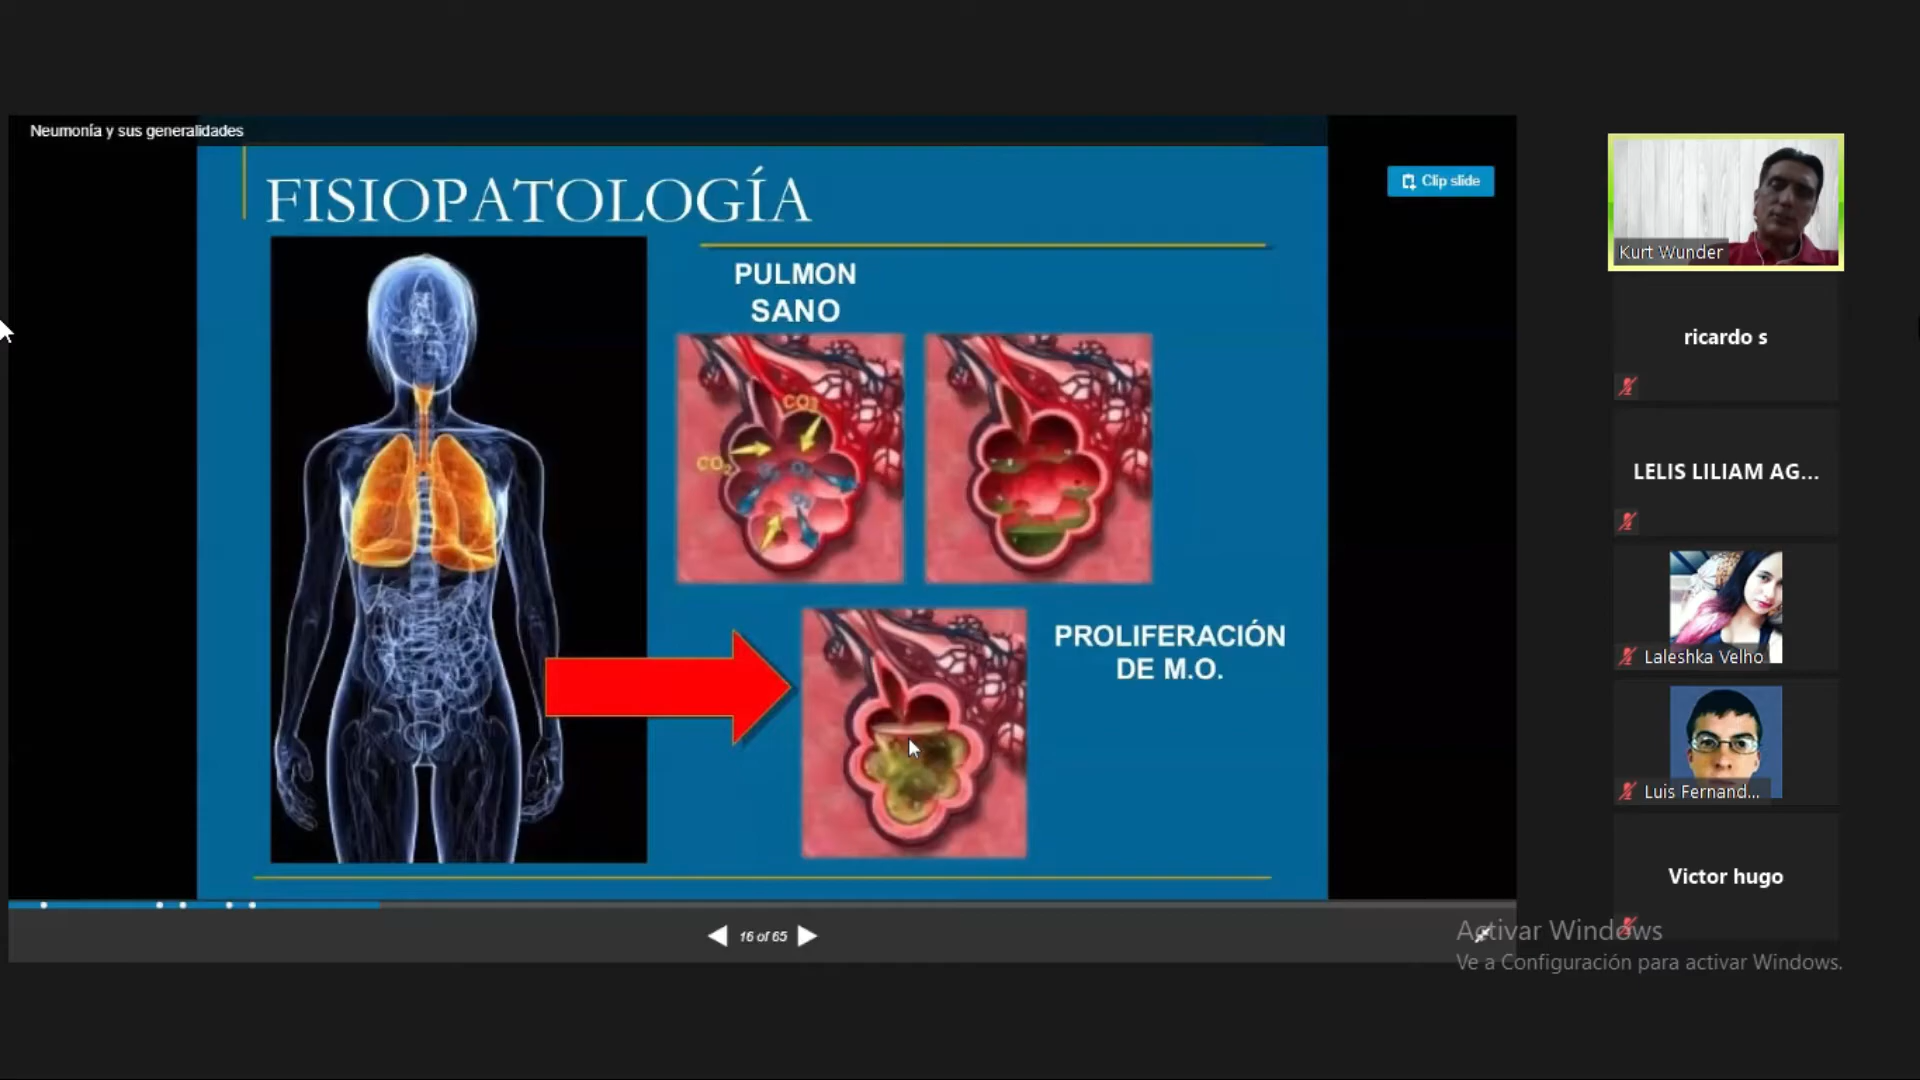 Neumonía y sus generalidades
FISIOPATOLOGÍA
Clip slide
PULMON
SANO
CO2
CO2
PROLIFERACIÓN
DE M.O.
16 of 65
Kurt Wunder
ricardo s
LELIS LILIAM AG...
Laleshka Velho
Luis Fernand...
Victor hugo
Activar Windows
Ve a Configuración para activar Windows.